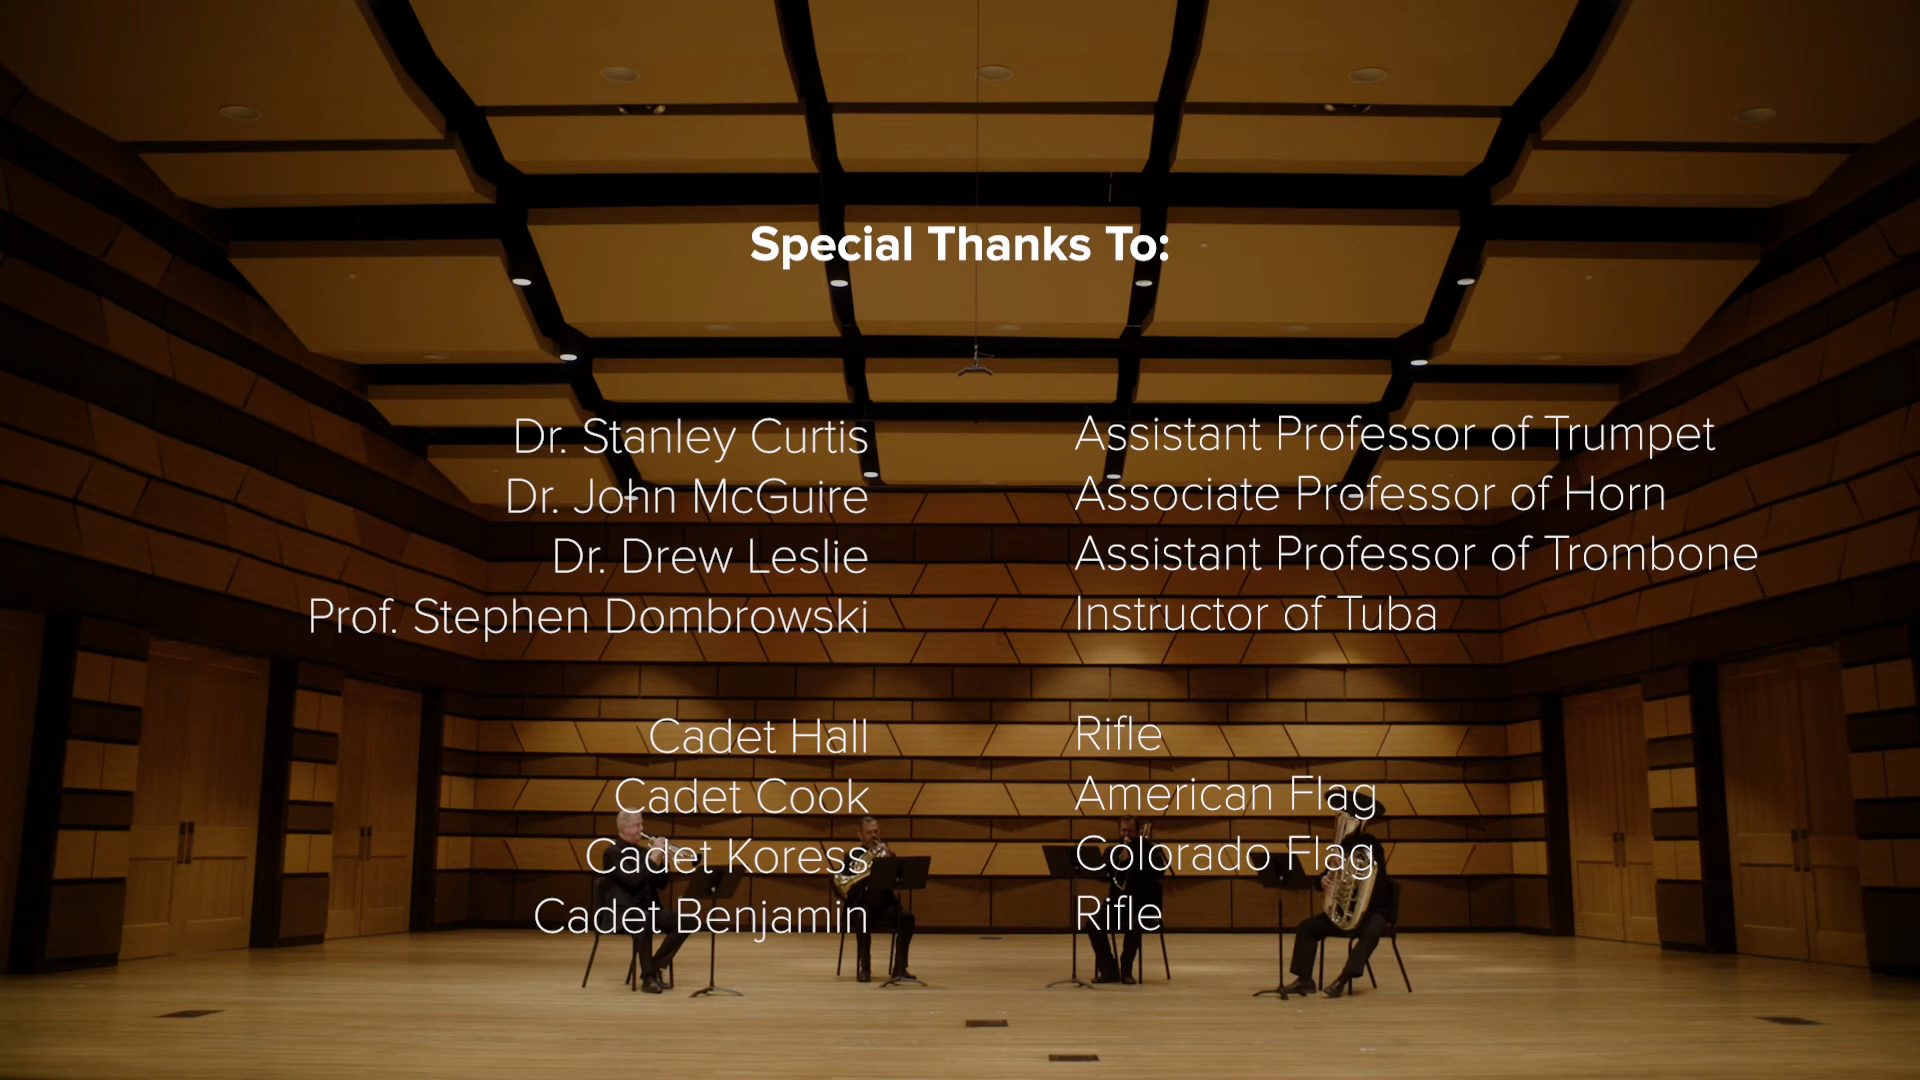 Special Thanks To:
Dr. Stanley Curtis Assistant Professor of Trumpet
Dr. John McGuire Associate Professor of Horn
Dr. Drew Leslie Assistant Professor of Trombone
Prof. Stephen Dombrowski Instructor of Tuba
Cadet Hall Rifle
Cadet Cook American Flag
Cadet Koress Colorado Flag
Cadet Benjamin Rifle